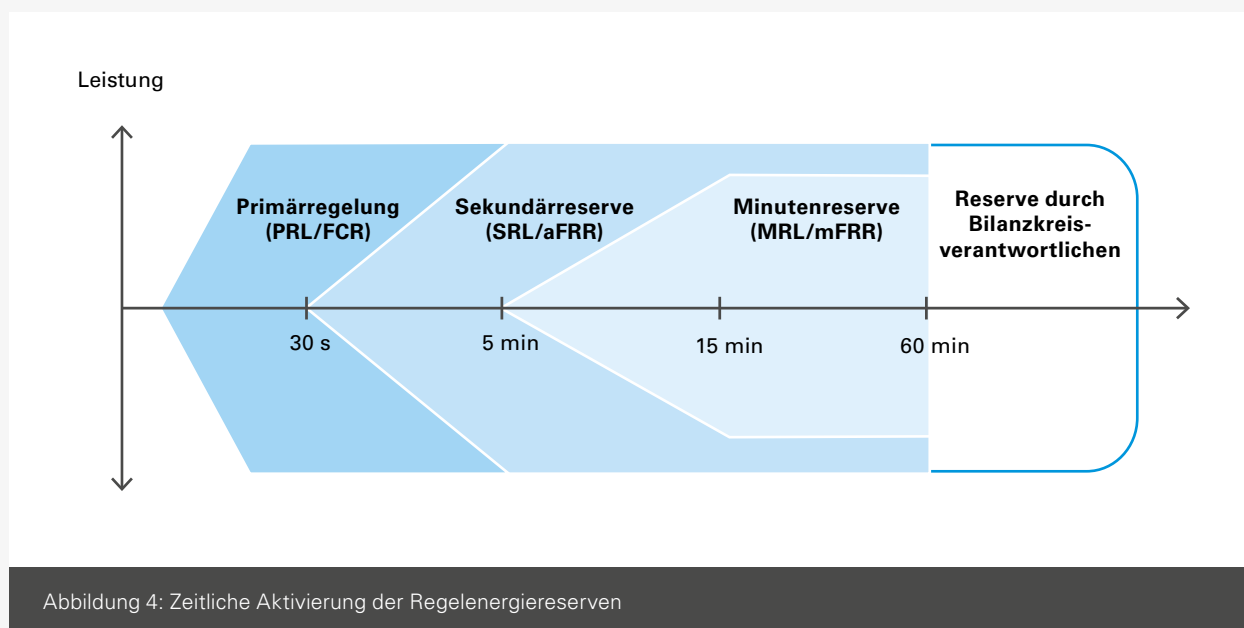 Leistung
Primärregelung
(PRL/FCR)
Sekundärreserve
(SRL/aFRR)
Minutenreserve
(MRL/mFRR)
Reserve durch
Bilanzkreis-
verantwortlichen
30 s
5 min
15 min
60 min
Abbildung 4: Zeitliche Aktivierung der Regelenergiereserven